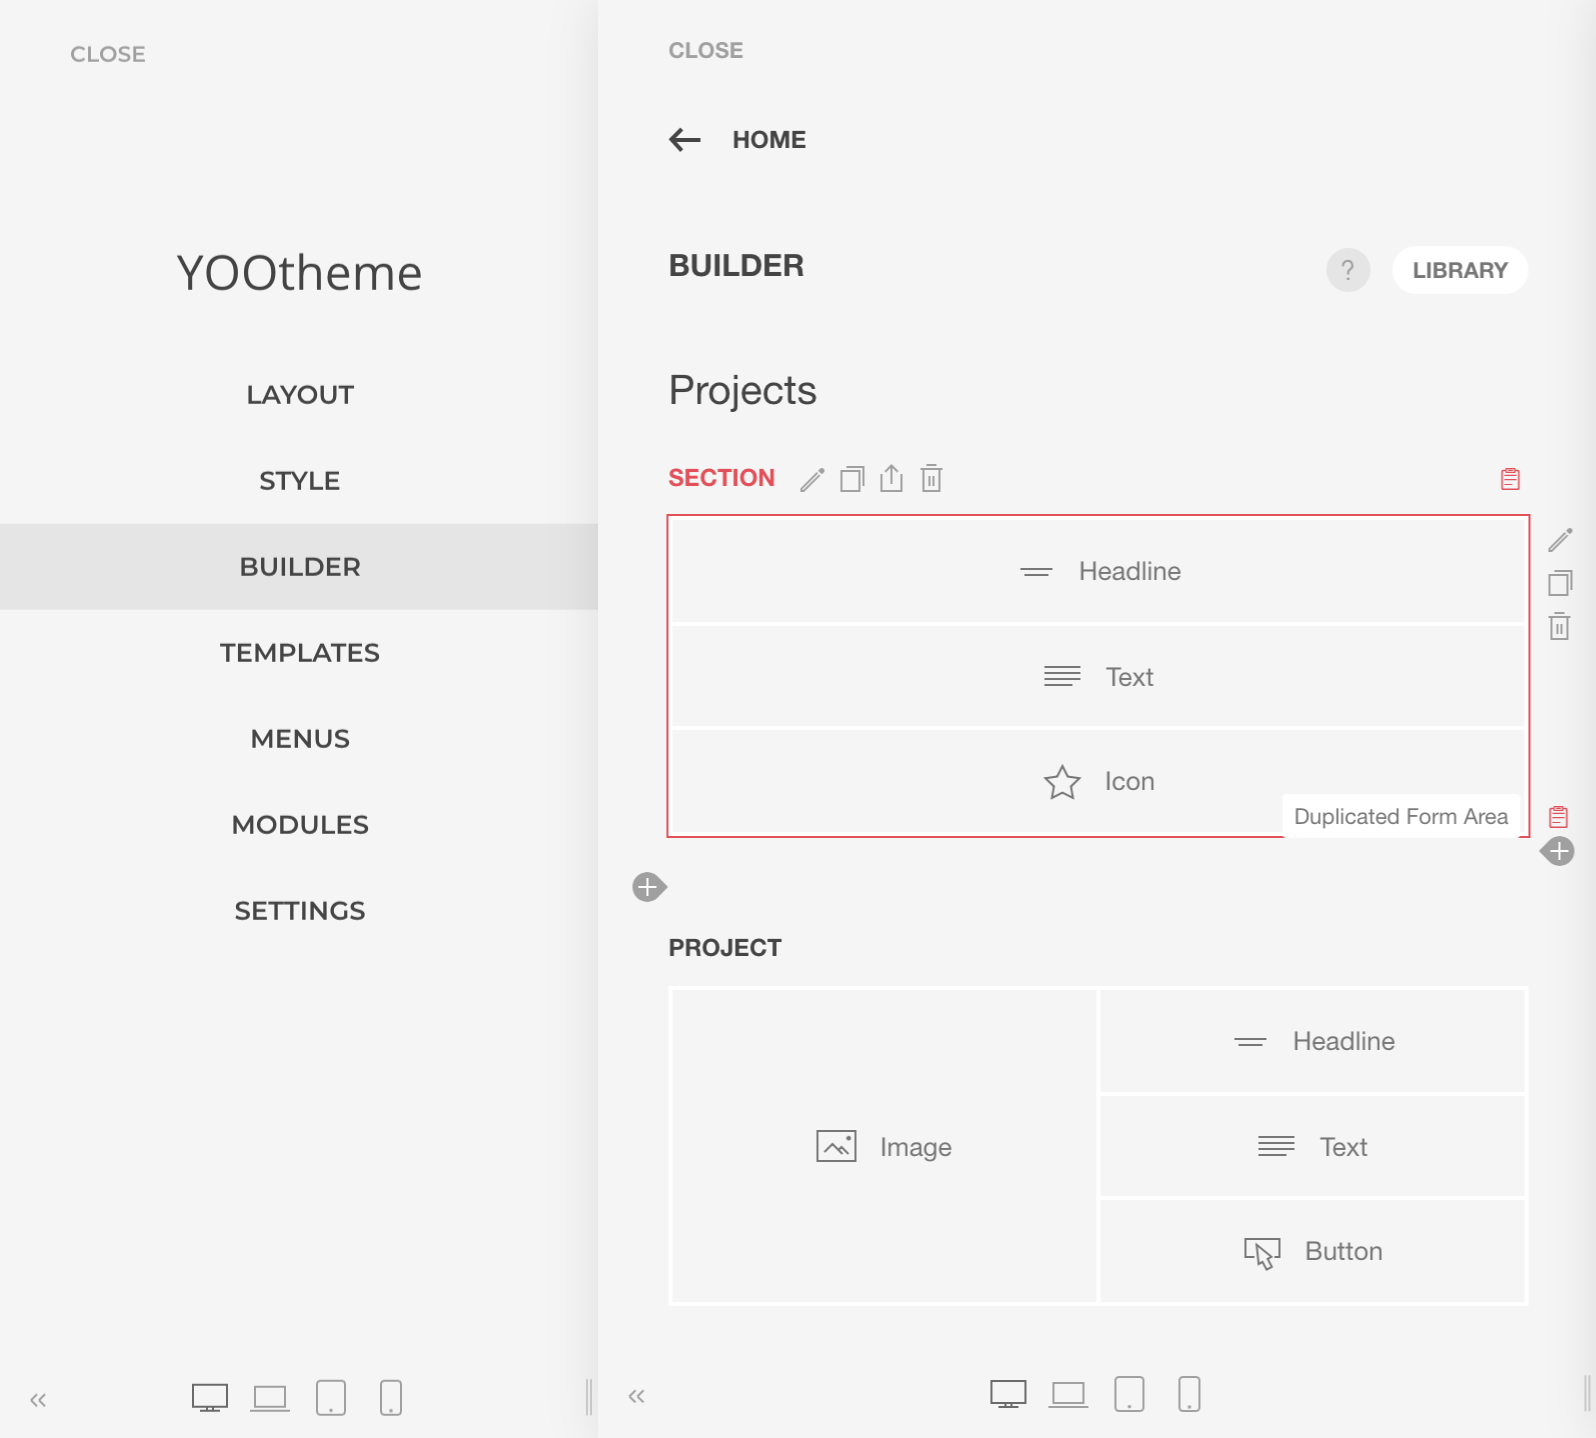 CLOSE
YOOtheme
LAYOUT
STYLE
BUILDER
TEMPLATES
MENUS
MODULES
SETTINGS
CLOSE
HOME
BUILDER
?
LIBRARY
Projects
SECTION
Headline
Text
Icon
Duplicated Form Area
PROJECT
Image
Headline
Text
Button